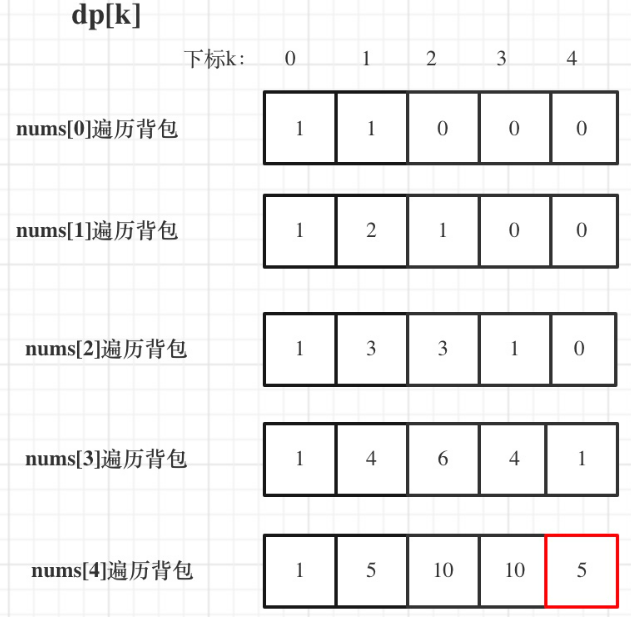 dp[k]
下标k： 0 1 2 3 4
nums[0]遍历背包 1 1 0 0 0
nums[1]遍历背包 1 2 1 0 0
nums[2]遍历背包 1 3 3 1 0
nums[3]遍历背包 1 4 6 4 1
nums[4]遍历背包 1 5 10 10 5